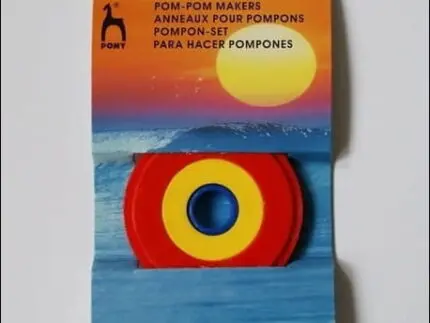 POM-POM MAKERS
ANNEAUX POUR POMPONS
POMPON-SET
PARA HACER POMPONES
PONY